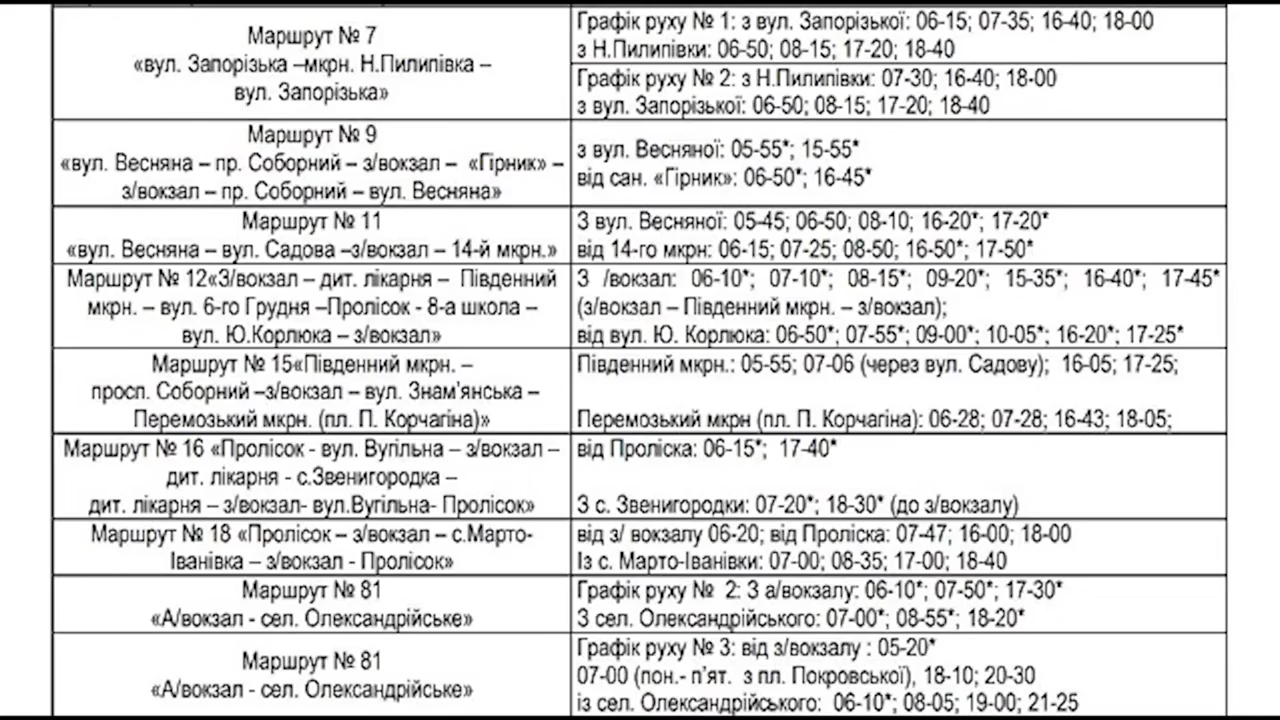 Маршрут № 7
«вул. Запорізька –мкрн. Н.Пилипівка –
вул. Запорізька»
Графік руху № 1: з вул. Запорізької: 06-15; 07-35; 16-40; 18-00
з Н.Пилипівки: 06-50; 08-15; 17-20; 18-40
Графік руху № 2: з Н.Пилипівки: 07-30; 16-40; 18-00
з вул. Запорізької: 06-50; 08-15; 17-20; 18-40
Маршрут № 9
«вул. Весняна – пр. Соборний – з/вокзал – «Гірник» –
з/вокзал – пр. Соборний – вул. Весняна»
з вул. Весняної: 05-55*; 15-55*
від сан. «Гірник»: 06-50*; 16-45*
Маршрут № 11
«вул. Весняна – вул. Садова –з/вокзал – 14-й мкрн.»
З вул. Весняної: 05-45; 06-50; 08-10; 16-20*; 17-20*
від 14-го мкрн: 06-15; 07-25; 08-50; 16-50*; 17-50*
Маршрут № 12«З/вокзал – дит. лікарня – Південний
мкрн. – вул. 6-го Грудня –Пролісок - 8-а школа –
вул. Ю.Корлюка – з/вокзал»
З /вокзал: 06-10*; 07-10*; 08-15*; 09-20*; 15-35*; 16-40*; 17-45*
(з/вокзал – Південний мкрн. – з/вокзал);
від вул. Ю. Корлюка: 06-50*; 07-55*; 09-00*; 10-05*; 16-20*; 17-25*
Маршрут № 15«Південний мкрн. –
просп. Соборний –з/вокзал – вул. Знам’янська –
Перемозький мкрн. (пл. П. Корчагіна)»
Південний мкрн.: 05-55; 07-06 (через вул. Садову); 16-05; 17-25;
Перемозький мкрн (пл. П. Корчагіна): 06-28; 07-28; 16-43; 18-05;
Маршрут № 16 «Пролісок - вул. Вугільна – з/вокзал –
дит. лікарня - с.Звенигородка –
дит. лікарня – з/вокзал- вул.Вугільна- Пролісок»
від Проліска: 06-15*; 17-40*
З с. Звенигородки: 07-20*; 18-30* (до з/вокзалу)
Маршрут № 18 «Пролісок – з/вокзал – с.Марто-
Іванівка – з/вокзал - Пролісок»
від з/ вокзалу 06-20; від Проліска: 07-47; 16-00; 18-00
Із с. Марто-Іванівки: 07-00; 08-35; 17-00; 18-40
Маршрут № 81
«А/вокзал - сел. Олександрійське»
Графік руху № 2: З а/вокзалу: 06-10*; 07-50*; 17-30*
З сел. Олександрійського: 07-00*; 08-55*; 18-20*
Маршрут № 81
«А/вокзал - сел. Олександрійське»
Графік руху № 3: від з/вокзалу : 05-20*
07-00 (пон.- п’ят. з пл. Покровської), 18-10; 20-30
із сел. Олександрійського: 06-10*; 08-05; 19-00; 21-25